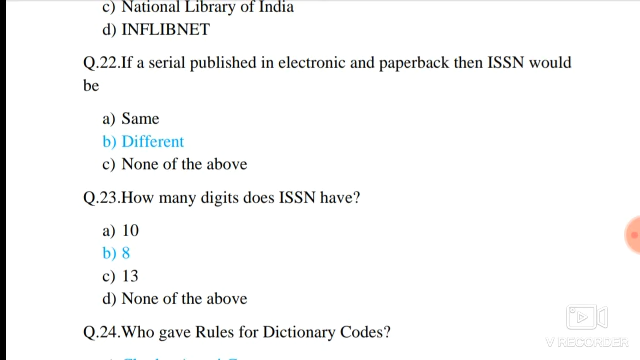 c) National Library of India
d) INFLIBNET
Q.22.If a serial published in electronic and paperback then ISSN would
be
a) Same
b) Different
c) None of the above
Q.23.How many digits does ISSN have?
a) 10
b) 8
c) 13
d) None of the above
Q.24.Who gave Rules for Dictionary Codes?
V RECORDER